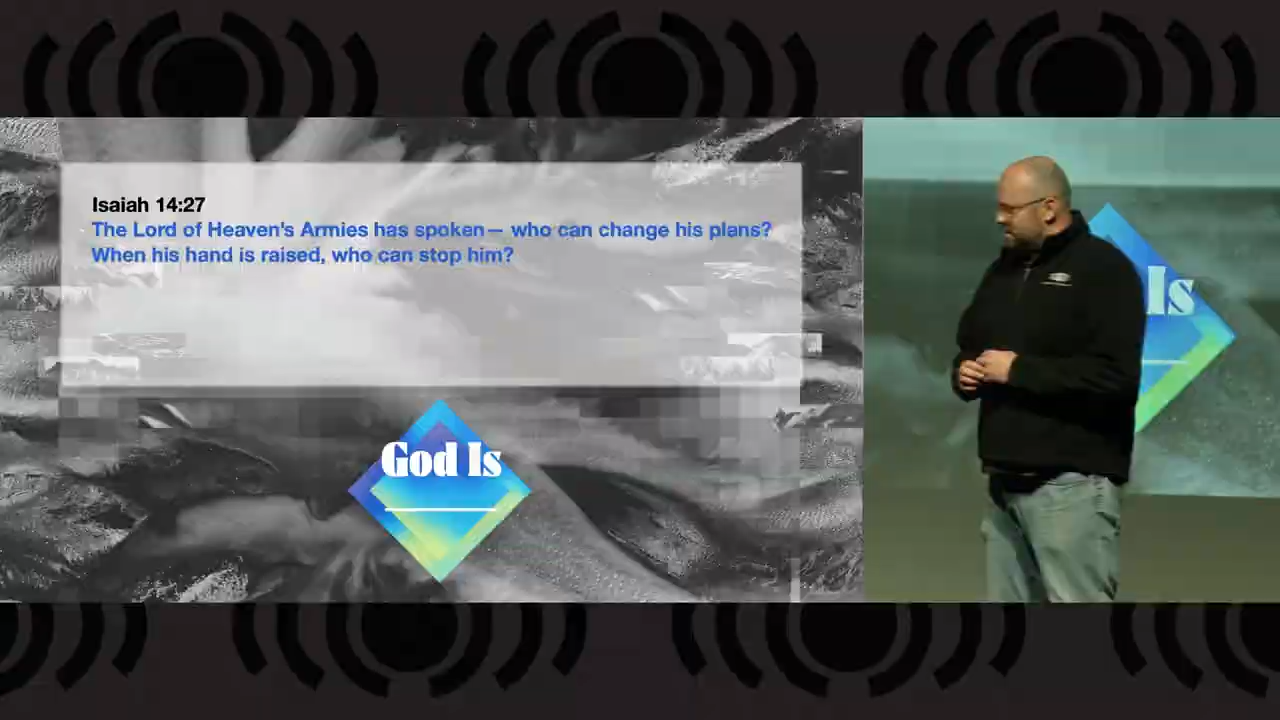 Isaiah 14:27
The Lord of Heaven's Armies has spoken— who can change his plans?
When his hand is raised, who can stop him?
God Is
Is